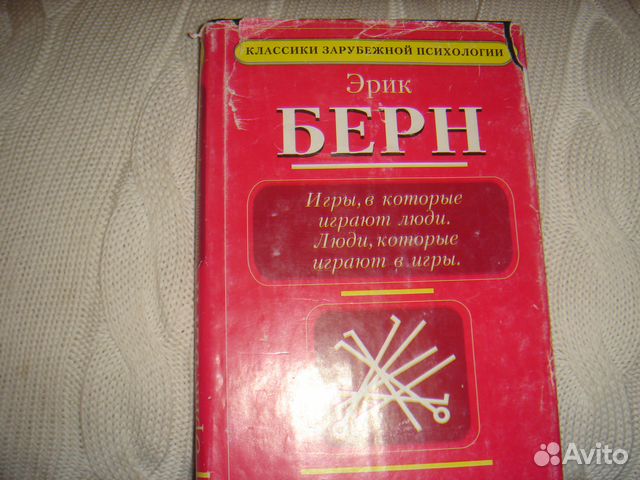 КЛАССИКИ ЗАРУБЕЖНОЙ ПСИХОЛОГИИ
Эрик
БЕРН
Игры, в которые
играют люди.
Люди, которые
играют в игры.
Avito